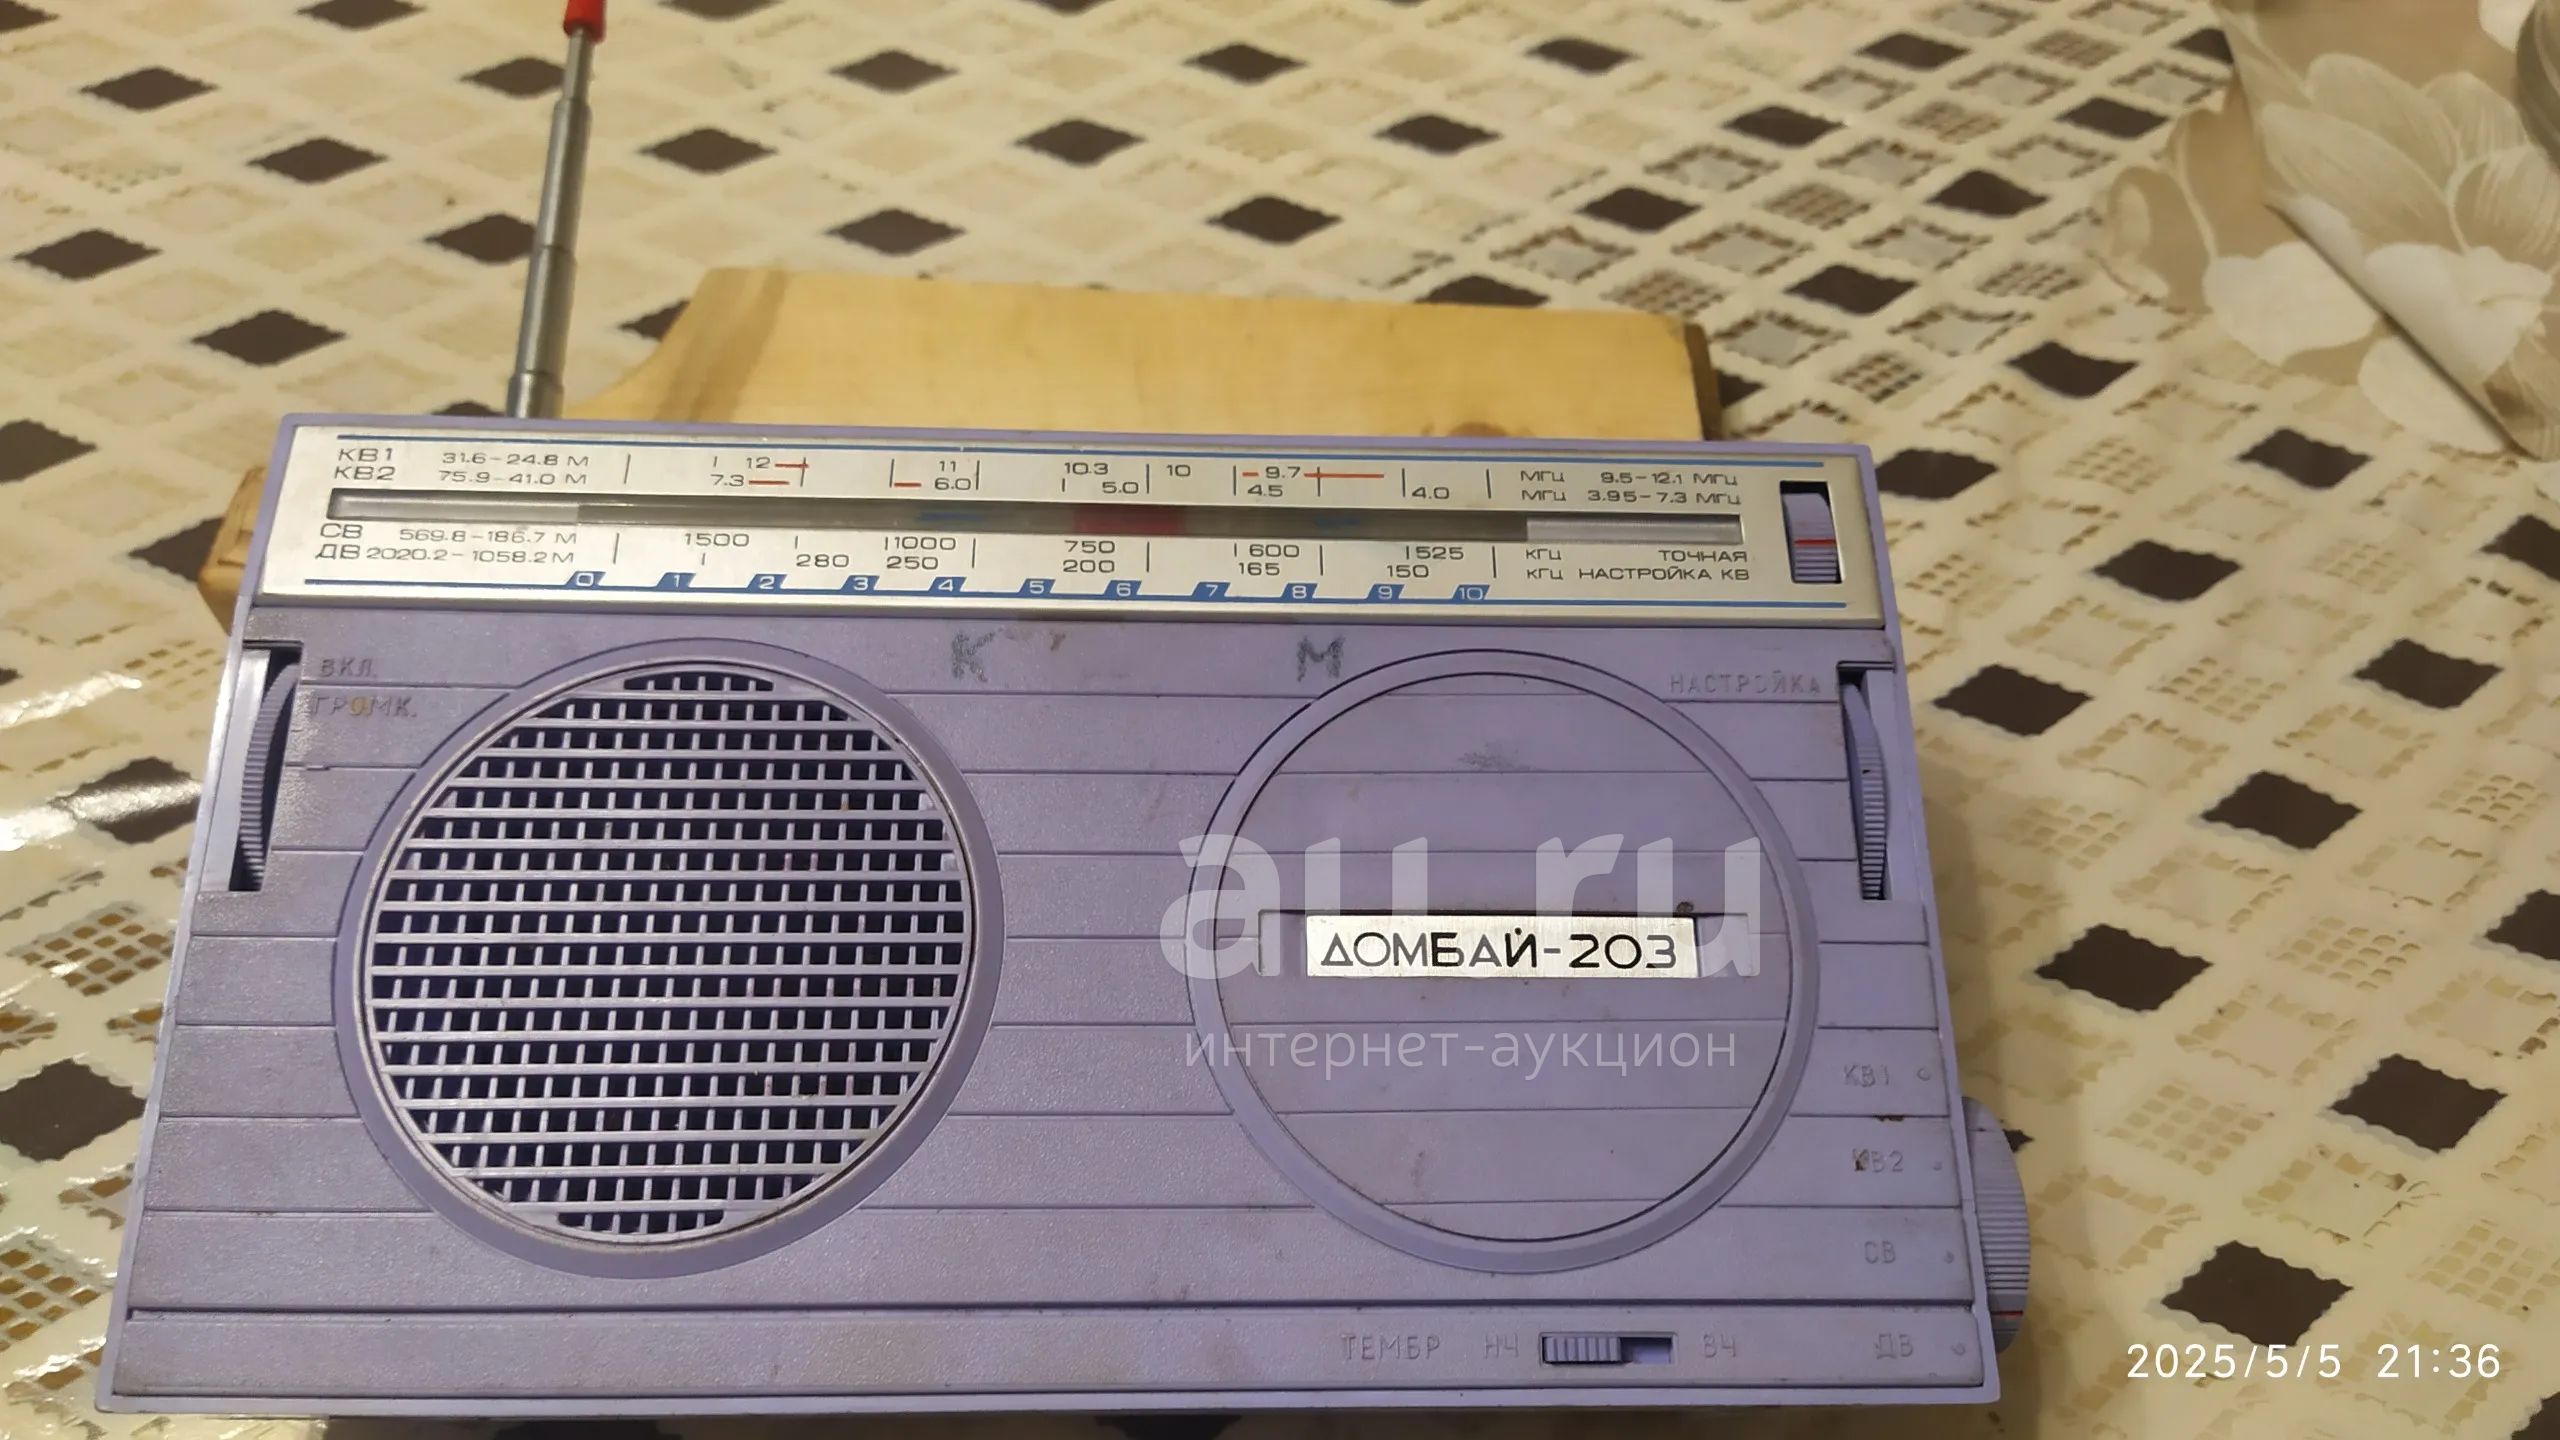 КВ1 31.6-24.8 М 12 11 10.3 10 9.7 МГц 9.5-12.1 МГц
КВ2 75.9-41.0 М 7.3 6.0 5.0 4.5 4.0 МГц 3.95-7.3 МГц
СВ 569.8-186.7 М 1500 1000 750 600 525 КГЦ ТОЧНАЯ
ДВ 2020.2-1058.2 М 280 250 200 165 150 КГЦ НАСТРОЙКА КВ
0 1 2 3 4 5 6 7 8 9 10
К М
ВКЛ.
ГРОМК.
НАСТРОЙКА
au.ru
ДОМБАЙ-203
интернет-аукцион
КВ1
КВ2
СВ
ТЕМБР НЧ ВЧ ДВ
2025/5/5 21:36